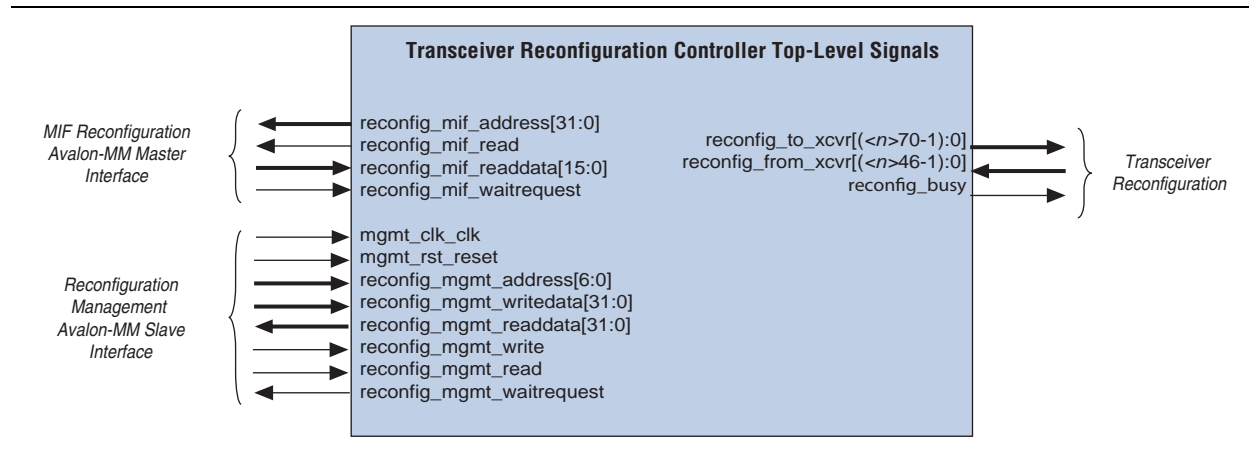 Transceiver Reconfiguration Controller Top-Level Signals
MIF Reconfiguration
Avalon-MM Master
Interface
reconfig_mif_address[31:0]
reconfig_mif_read
reconfig_mif_readdata[15:0]
reconfig_mif_waitrequest
reconfig_to_xcvr[(<n>70-1):0]
reconfig_from_xcvr[(<n>46-1):0]
reconfig_busy
Transceiver
Reconfiguration
Reconfiguration
Management
Avalon-MM Slave
Interface
mgmt_clk_clk
mgmt_rst_reset
reconfig_mgmt_address[6:0]
reconfig_mgmt_writedata[31:0]
reconfig_mgmt_readdata[31:0]
reconfig_mgmt_write
reconfig_mgmt_read
reconfig_mgmt_waitrequest